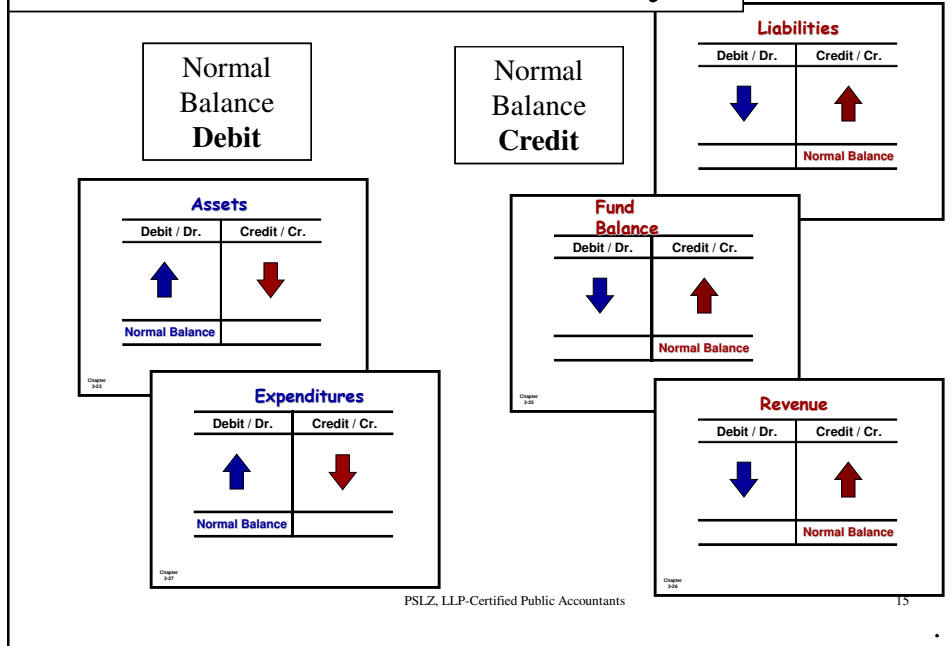 Normal
Balance
Debit
Normal
Balance
Credit
Liabilities
Debit / Dr.
Credit / Cr.
Normal Balance
Assets
Debit / Dr.
Credit / Cr.
Normal Balance
Chapter
3-23
Fund
Balance
Debit / Dr.
Credit / Cr.
Normal Balance
Chapter
3-25
Expenditures
Debit / Dr.
Credit / Cr.
Normal Balance
Chapter
3-27
Revenue
Debit / Dr.
Credit / Cr.
Normal Balance
Chapter
3-26
PSLZ, LLP-Certified Public Accountants
15
.